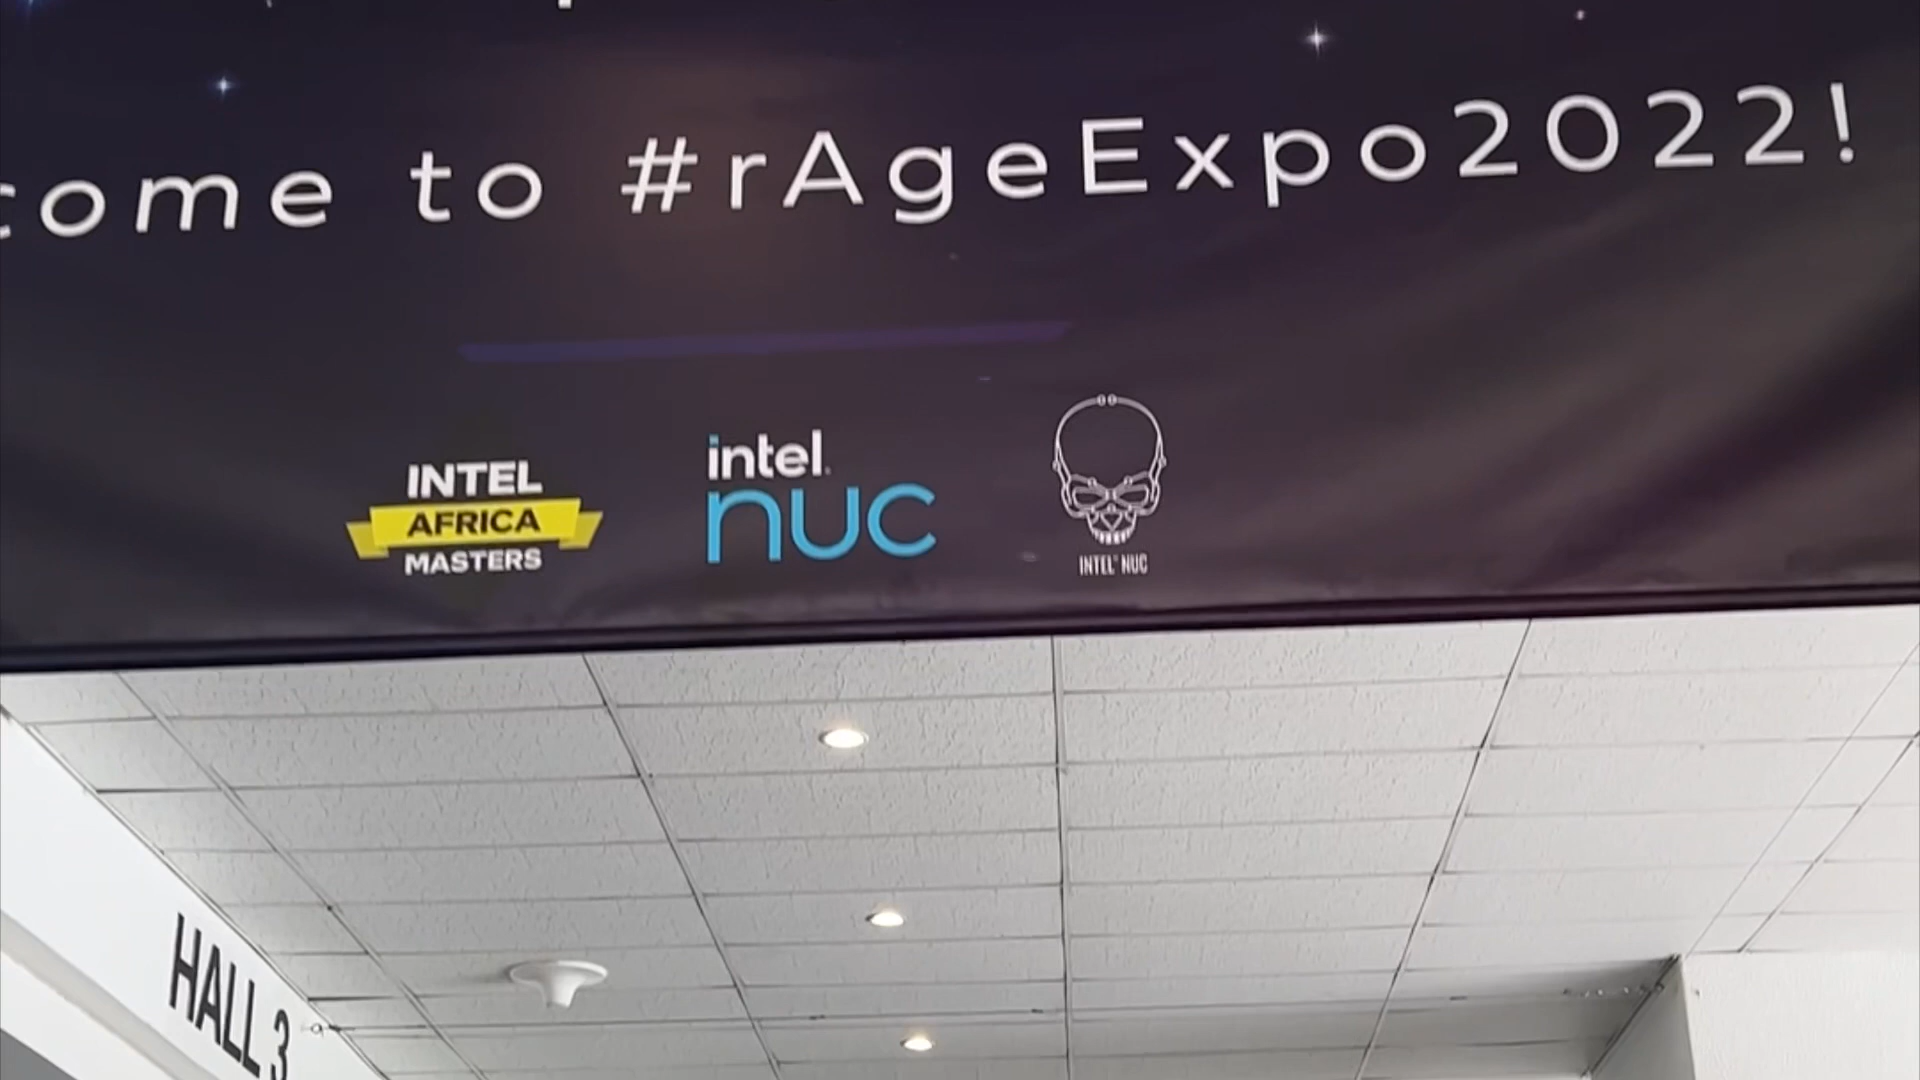 come to #rAgeExpo2022!
INTEL
AFRICA
MASTERS
intel.
nuc
INTEL® NUC
HALL 3